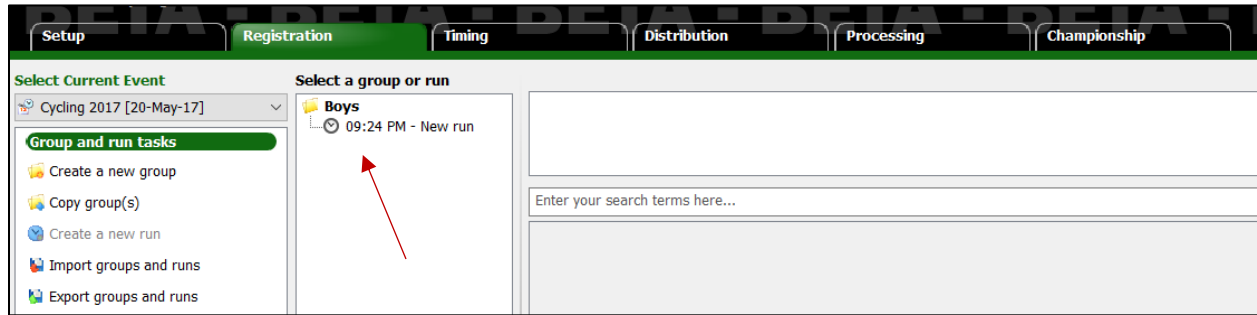 Setup
Registration
Timing
Distribution
Processing
Championship
Select Current Event
Cycling 2017 [20-May-17]
Group and run tasks
Create a new group
Copy group(s)
Create a new run
Import groups and runs
Export groups and runs
Select a group or run
Boys
09:24 PM - New run
Enter your search terms here...